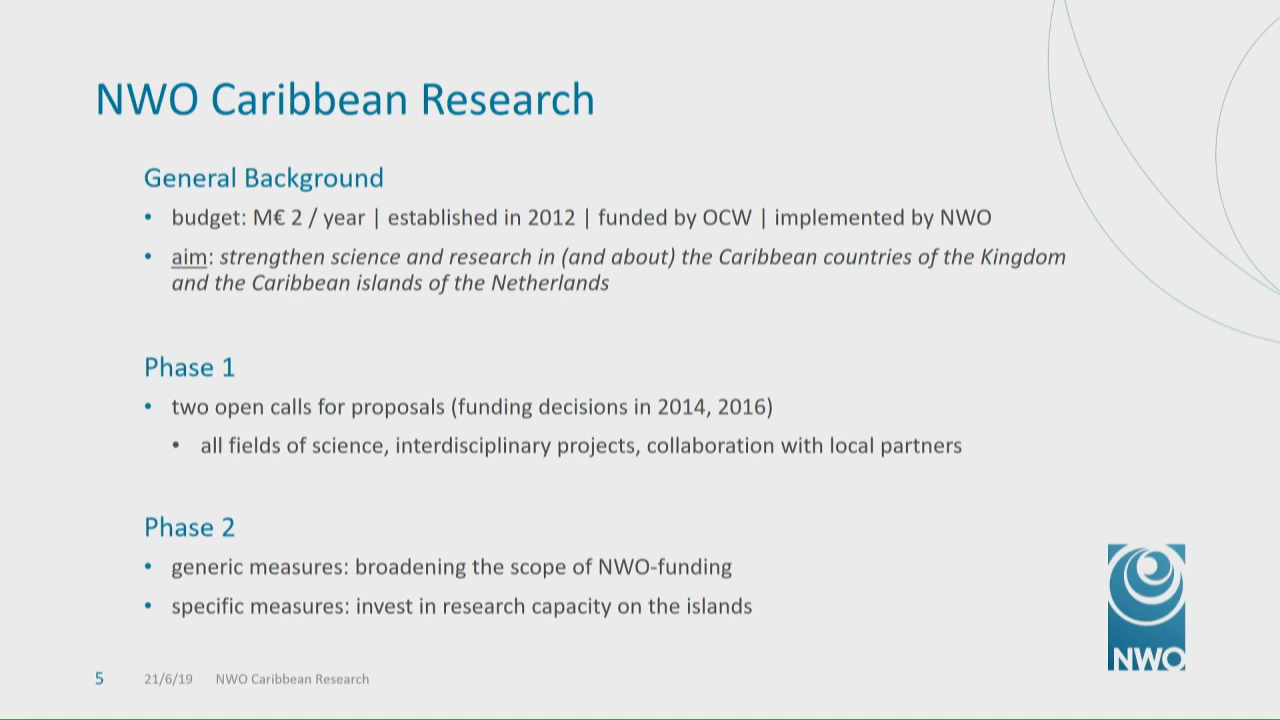 NWO Caribbean Research
General Background
• budget: M€ 2 / year | established in 2012 | funded by OCW | implemented by NWO
• aim: strengthen science and research in (and about) the Caribbean countries of the Kingdom
and the Caribbean islands of the Netherlands
Phase 1
• two open calls for proposals (funding decisions in 2014, 2016)
• all fields of science, interdisciplinary projects, collaboration with local partners
Phase 2
• generic measures: broadening the scope of NWO-funding
• specific measures: invest in research capacity on the islands
NWO
5 21/6/19 NWO Caribbean Research